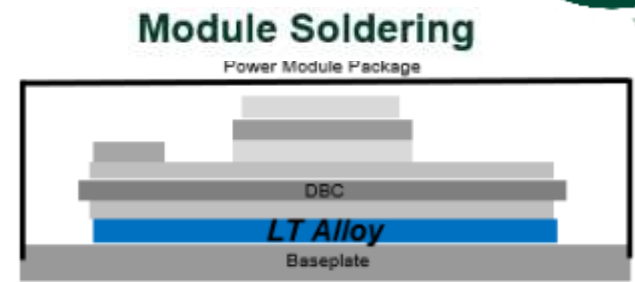 Module Soldering
Power Module Package
DBC
LT Alloy
Baseplate